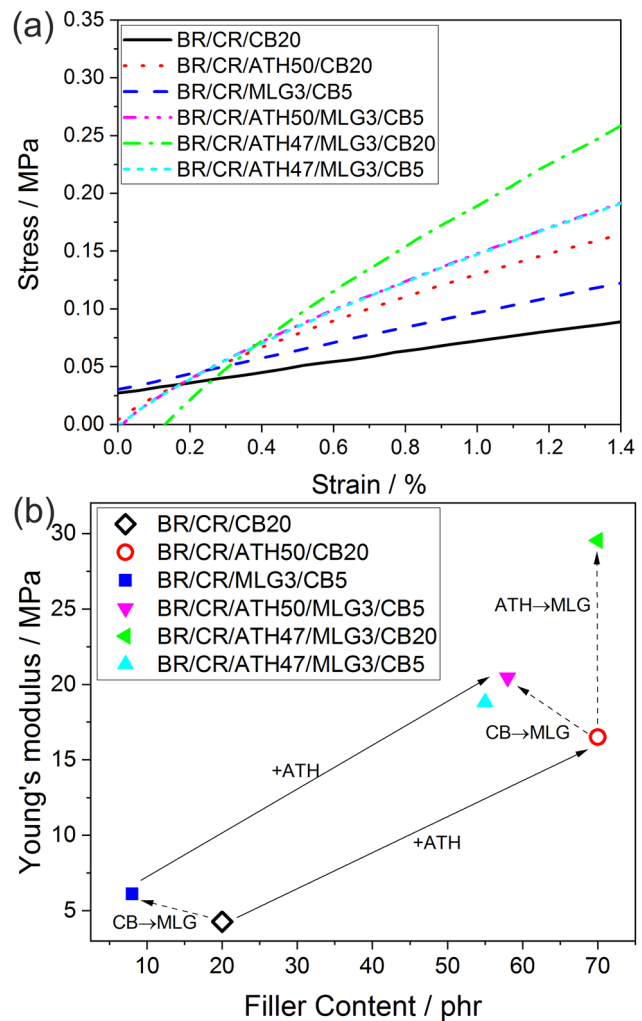 (a)
0.35
0.30
0.25
0.20
0.15
0.10
0.05
0.00
Stress / MPa
BR/CR/CB20
BR/CR/ATH50/CB20
BR/CR/MLG3/CB5
BR/CR/ATH50/MLG3/CB5
BR/CR/ATH47/MLG3/CB20
BR/CR/ATH47/MLG3/CB5
0.0 0.2 0.4 0.6 0.8 1.0 1.2 1.4
Strain / %
(b)
30
25
20
15
10
5
Young's modulus / MPa
BR/CR/CB20
BR/CR/ATH50/CB20
BR/CR/MLG3/CB5
BR/CR/ATH50/MLG3/CB5
BR/CR/ATH47/MLG3/CB20
BR/CR/ATH47/MLG3/CB5
ATH→MLG
CB→MLG
+ATH
+ATH
CB→MLG
10 20 30 40 50 60 70
Filler Content / phr